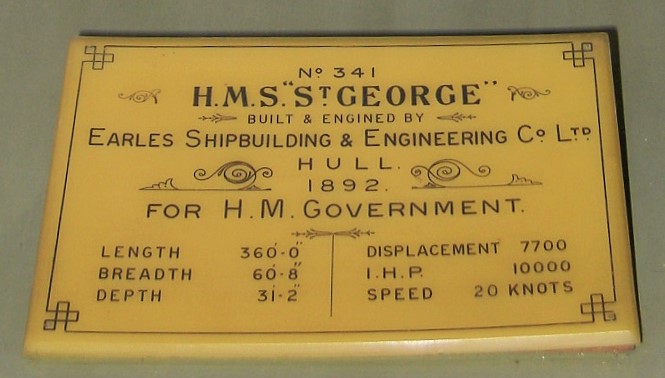 Nº 341
H.M.S. "ST GEORGE"
BUILT & ENGINED BY
EARLES SHIPBUILDING & ENGINEERING Cº LTD
HULL.
1892.
FOR H.M. GOVERNMENT.
LENGTH 360'-0"
BREADTH 60'-8"
DEPTH 31'-2"
DISPLACEMENT 7700
I.H.P. 10000
SPEED 20 KNOTS